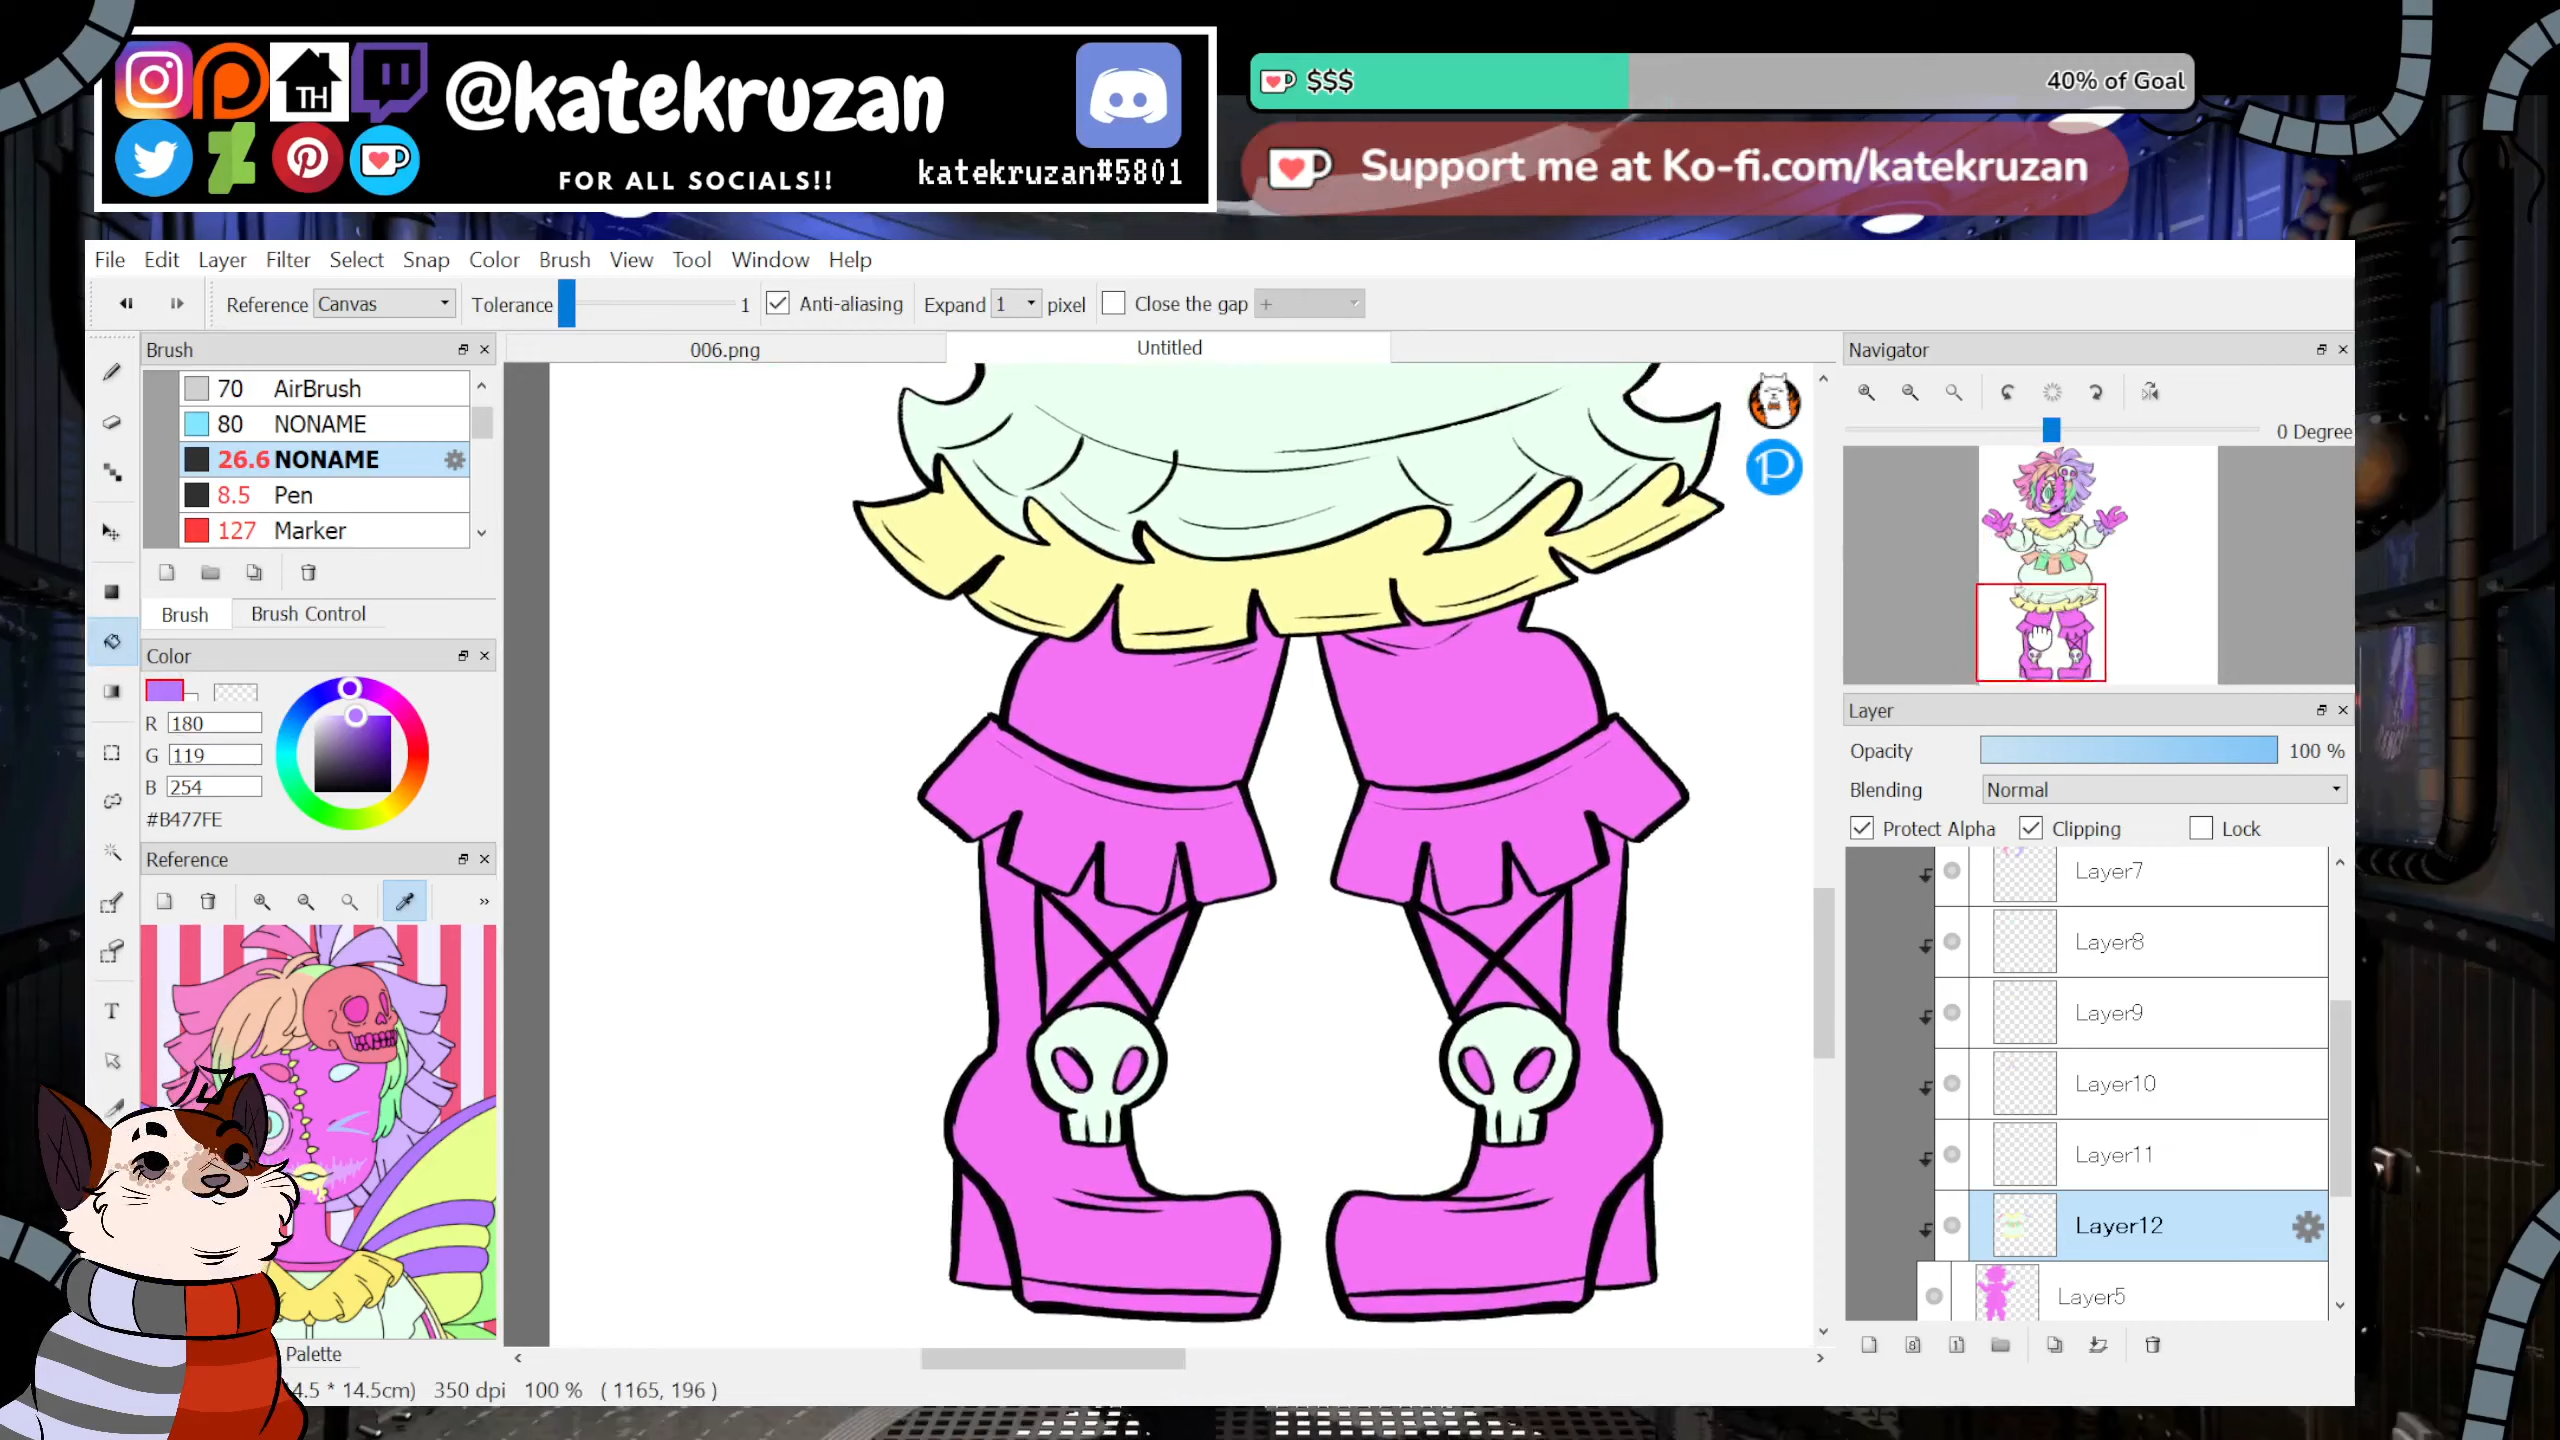 TH
@katekruzan
FOR ALL SOCIALS!!
katekruzan#5801
$$$
40% of Goal
Support me at Ko-fi.com/katekruzan
File Edit Layer Filter Select Snap Color Brush View Tool Window Help
Reference Canvas Tolerance 1 Anti-aliasing Expand 1 pixel Close the gap +
Brush
006.png
Untitled
Navigator
70 AirBrush
80 NONAME
26.6 NONAME
8.5 Pen
127 Marker
0 Degree
Brush Brush Control
Color
R 180
G 119
B 254
#B477FE
Layer
Opacity 100 %
Blending Normal
Protect Alpha Clipping Lock
Reference
Layer7
Layer8
Layer9
Layer10
Layer11
Layer12
Layer5
T
P
Palette
4.5 * 14.5cm) 350 dpi 100 % ( 1165, 196 )